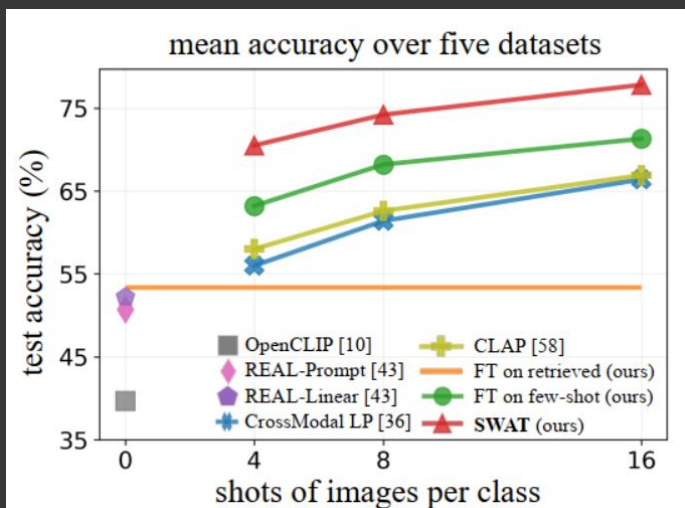 mean accuracy over five datasets
test accuracy (%)
75
65
55
45
35
OpenCLIP [10]
REAL-Prompt [43]
REAL-Linear [43]
CrossModal LP [36]
CLAP [58]
FT on retrieved (ours)
FT on few-shot (ours)
SWAT (ours)
0 4 8 16
shots of images per class